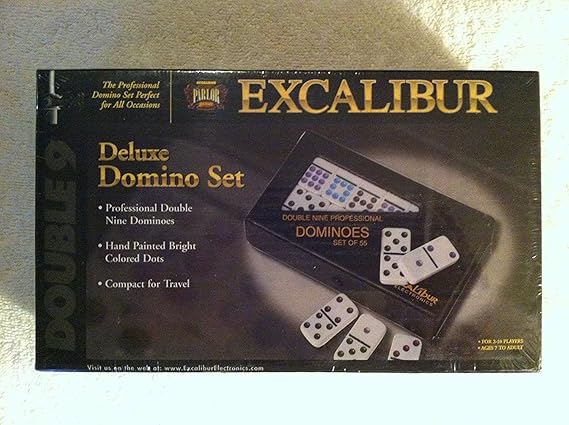 The Professional
Domino Set Perfect
for All Occasions
EXCALIBUR
PARLOR
EXCALIBUR
DOUBLE 9
Deluxe
Domino Set
• Professional Double
Nine Dominoes
• Hand Painted Bright
Colored Dots
• Compact for Travel
DOUBLE NINE PROFESSIONAL
DOMINOES
SET OF 55
EXCALIBUR
ELECTRONICS
• FOR 2-10 PLAYERS
• AGES 7 TO ADULT
Visit us on the web at: www.ExcaliburElectronics.com